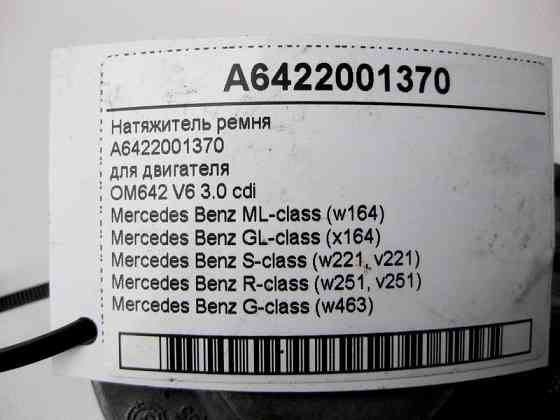 A6422001370
Натяжитель ремня
A6422001370
для двигателя
OM642 V6 3.0 cdi
Mercedes Benz ML-class (w164)
Mercedes Benz GL-class (x164)
Mercedes Benz S-class (w221, v221)
Mercedes Benz R-class (w251, v251)
Mercedes Benz G-class (w463)